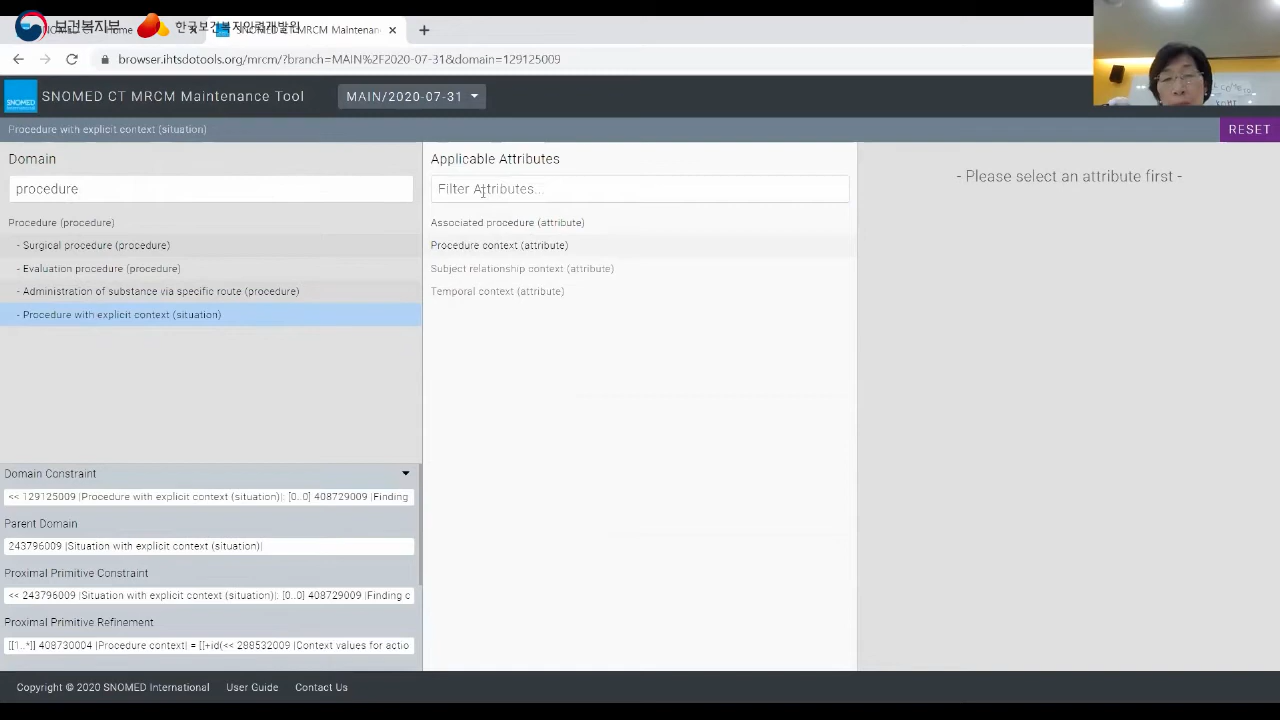 보건복지부
한국보건복지인력개발원
Home
SNOMED CT MRCM Maintenanc
browser.ihtsdotools.org/mrcm/?branch=MAIN%2F2020-07-31&domain=129125009
SNOMED
SNOMED CT MRCM Maintenance Tool
MAIN/2020-07-31
Procedure with explicit context (situation)
RESET
Domain
procedure
Procedure (procedure)
- Surgical procedure (procedure)
- Evaluation procedure (procedure)
- Administration of substance via specific route (procedure)
- Procedure with explicit context (situation)
Domain Constraint
<< 129125009 |Procedure with explicit context (situation)|: [0..0] 408729009 |Finding
Parent Domain
243796009 |Situation with explicit context (situation)|
Proximal Primitive Constraint
<< 243796009 |Situation with explicit context (situation)|: [0..0] 408729009 |Finding c
Proximal Primitive Refinement
[[1..*]] 408730004 |Procedure context| = [[+id(<< 288532009 |Context values for actio
Applicable Attributes
Filter Attributes...
Associated procedure (attribute)
Procedure context (attribute)
Subject relationship context (attribute)
Temporal context (attribute)
- Please select an attribute first -
Copyright © 2020 SNOMED International
User Guide
Contact Us